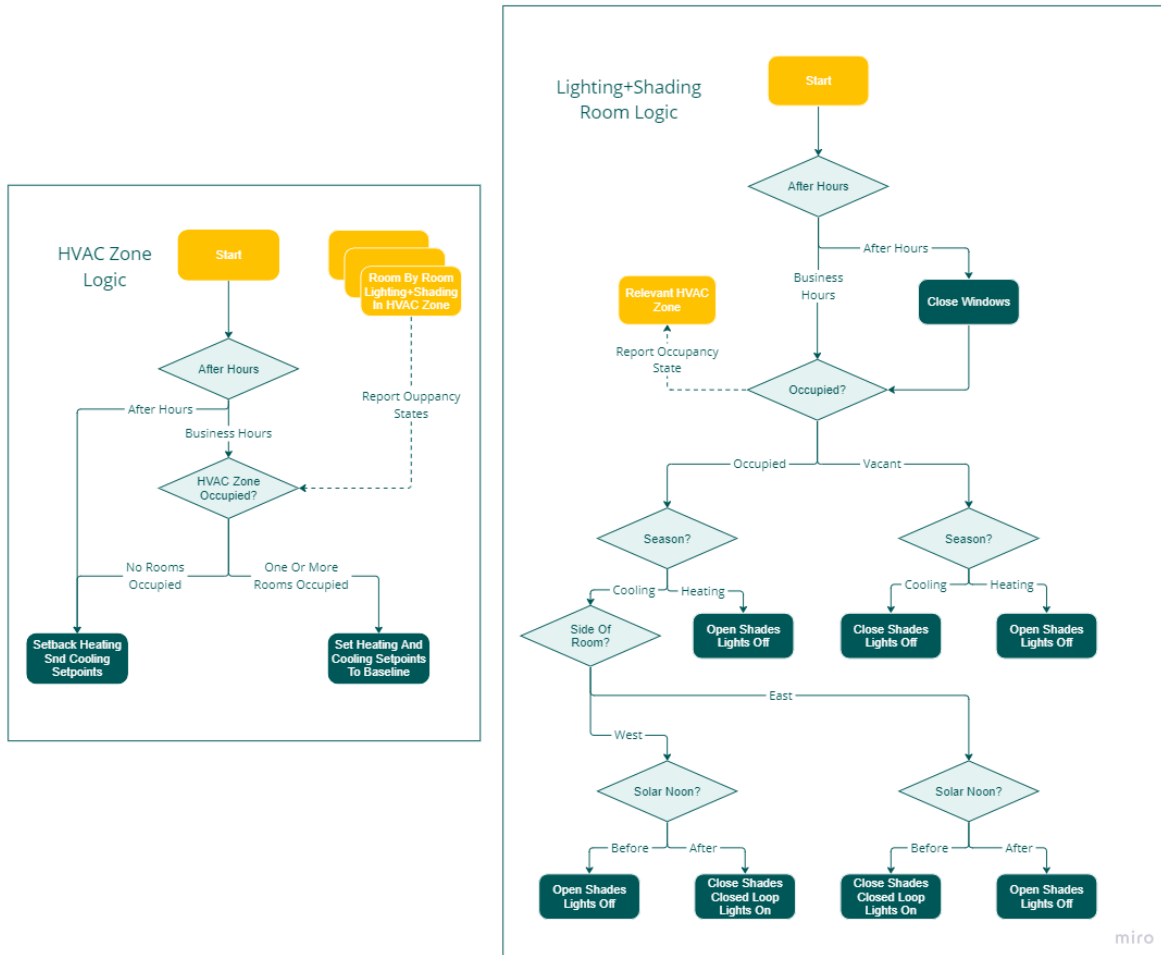 HVAC Zone
Logic
Start
Room By Room
Lighting+Shading
In HVAC Zone
After Hours
Report Ouppancy
States
After Hours
Business Hours
HVAC Zone
Occupied?
No Rooms
Occupied
One Or More
Rooms Occupied
Setback Heating
Snd Cooling
Setpoints
Set Heating And
Cooling Setpoints
To Baseline
Lighting+Shading
Room Logic
Start
After Hours
After Hours
Business
Hours
Relevant HVAC
Zone
Close Windows
Report Occupancy
State
Occupied?
Occupied
Vacant
Season?
Season?
Cooling
Heating
Cooling
Heating
Side Of
Room?
Open Shades
Lights Off
Close Shades
Lights Off
Open Shades
Lights Off
East
West
Solar Noon?
Solar Noon?
Before
After
Before
After
Open Shades
Lights Off
Close Shades
Closed Loop
Lights On
Close Shades
Closed Loop
Lights On
Open Shades
Lights Off
miro